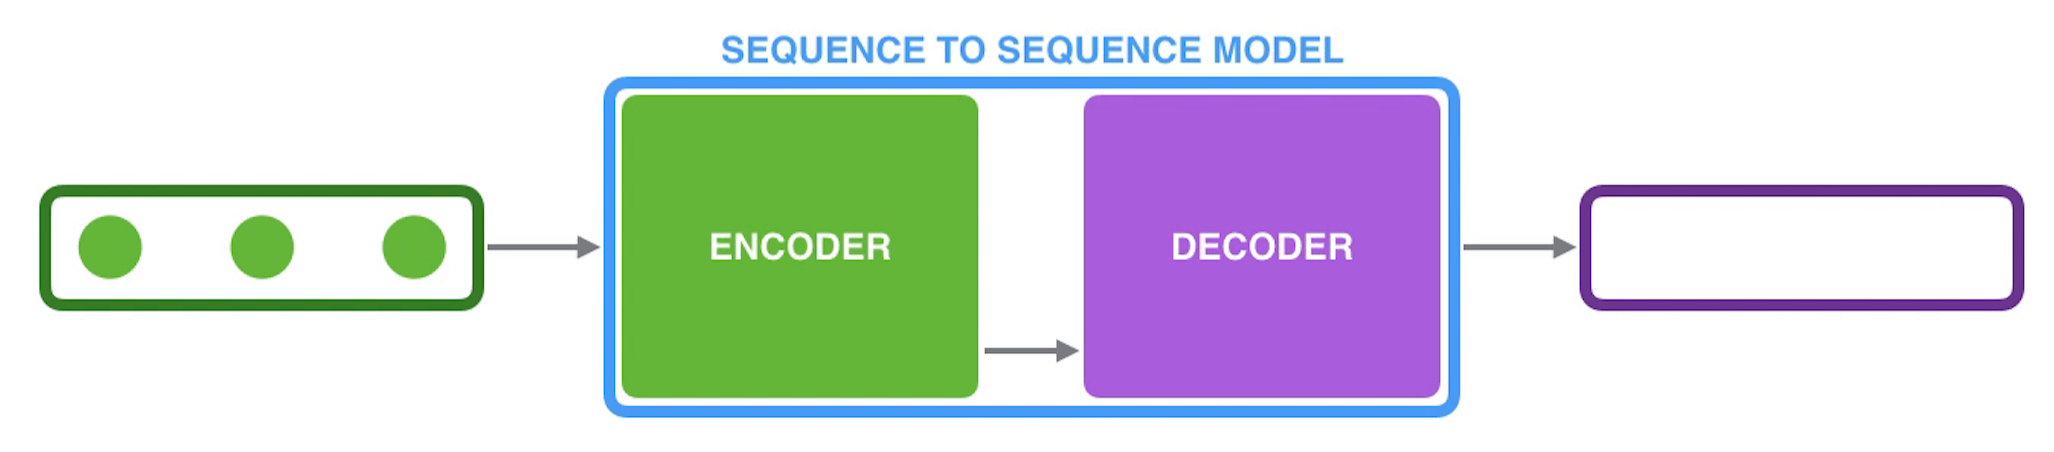 SEQUENCE TO SEQUENCE MODEL
ENCODER
DECODER